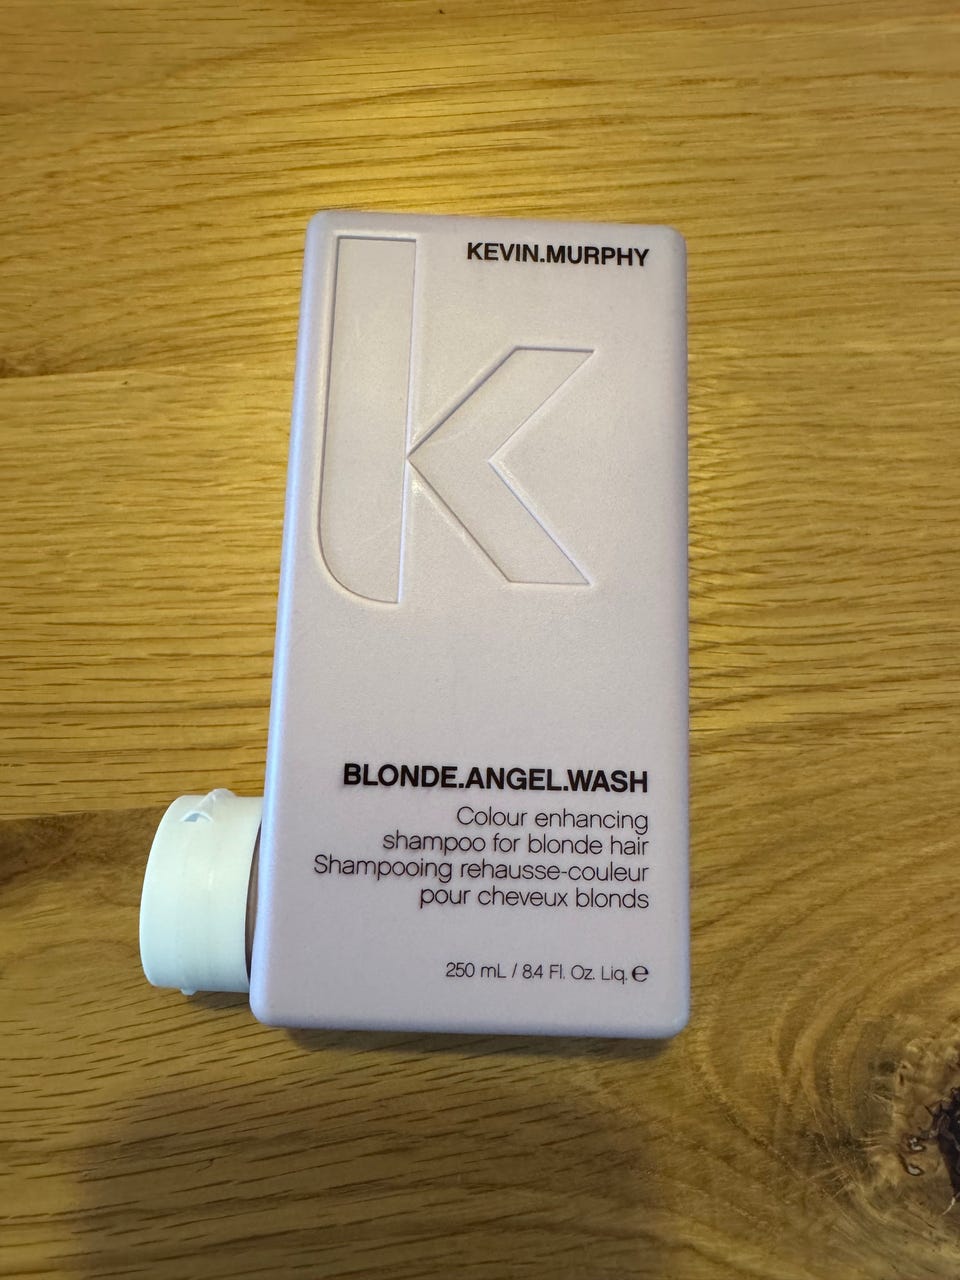 KEVIN.MURPHY
k
BLONDE.ANGEL.WASH
Colour enhancing
shampoo for blonde hair
Shampooing rehausse-couleur
pour cheveux blonds
250 mL / 8.4 Fl. Oz. Liq. ℮